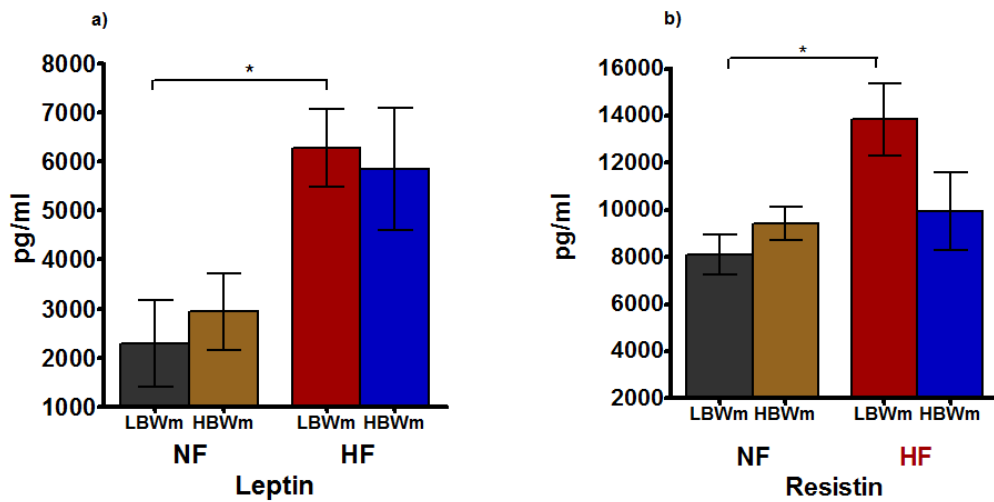 a)
*
8000
7000
6000
5000
4000
3000
2000
1000
pg/ml
LBWm HBWm LBWm HBWm
NF HF
Leptin
b)
*
16000
14000
12000
10000
8000
6000
4000
2000
pg/ml
LBWm HBWm LBWm HBWm
NF HF
Resistin